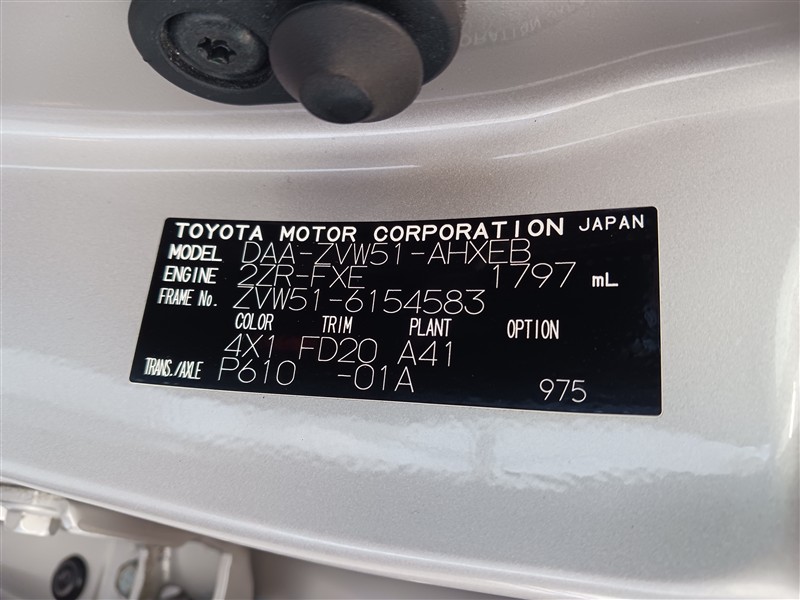 TOYOTA MOTOR CORPORATION JAPAN
MODEL DAA-ZVW51-AHXEB
ENGINE 2ZR-FXE 1797 mL
FRAME No. ZVW51-6154583
COLOR TRIM PLANT OPTION
4X1 FD20 A41
TRANS./AXLE P610 -01A 975